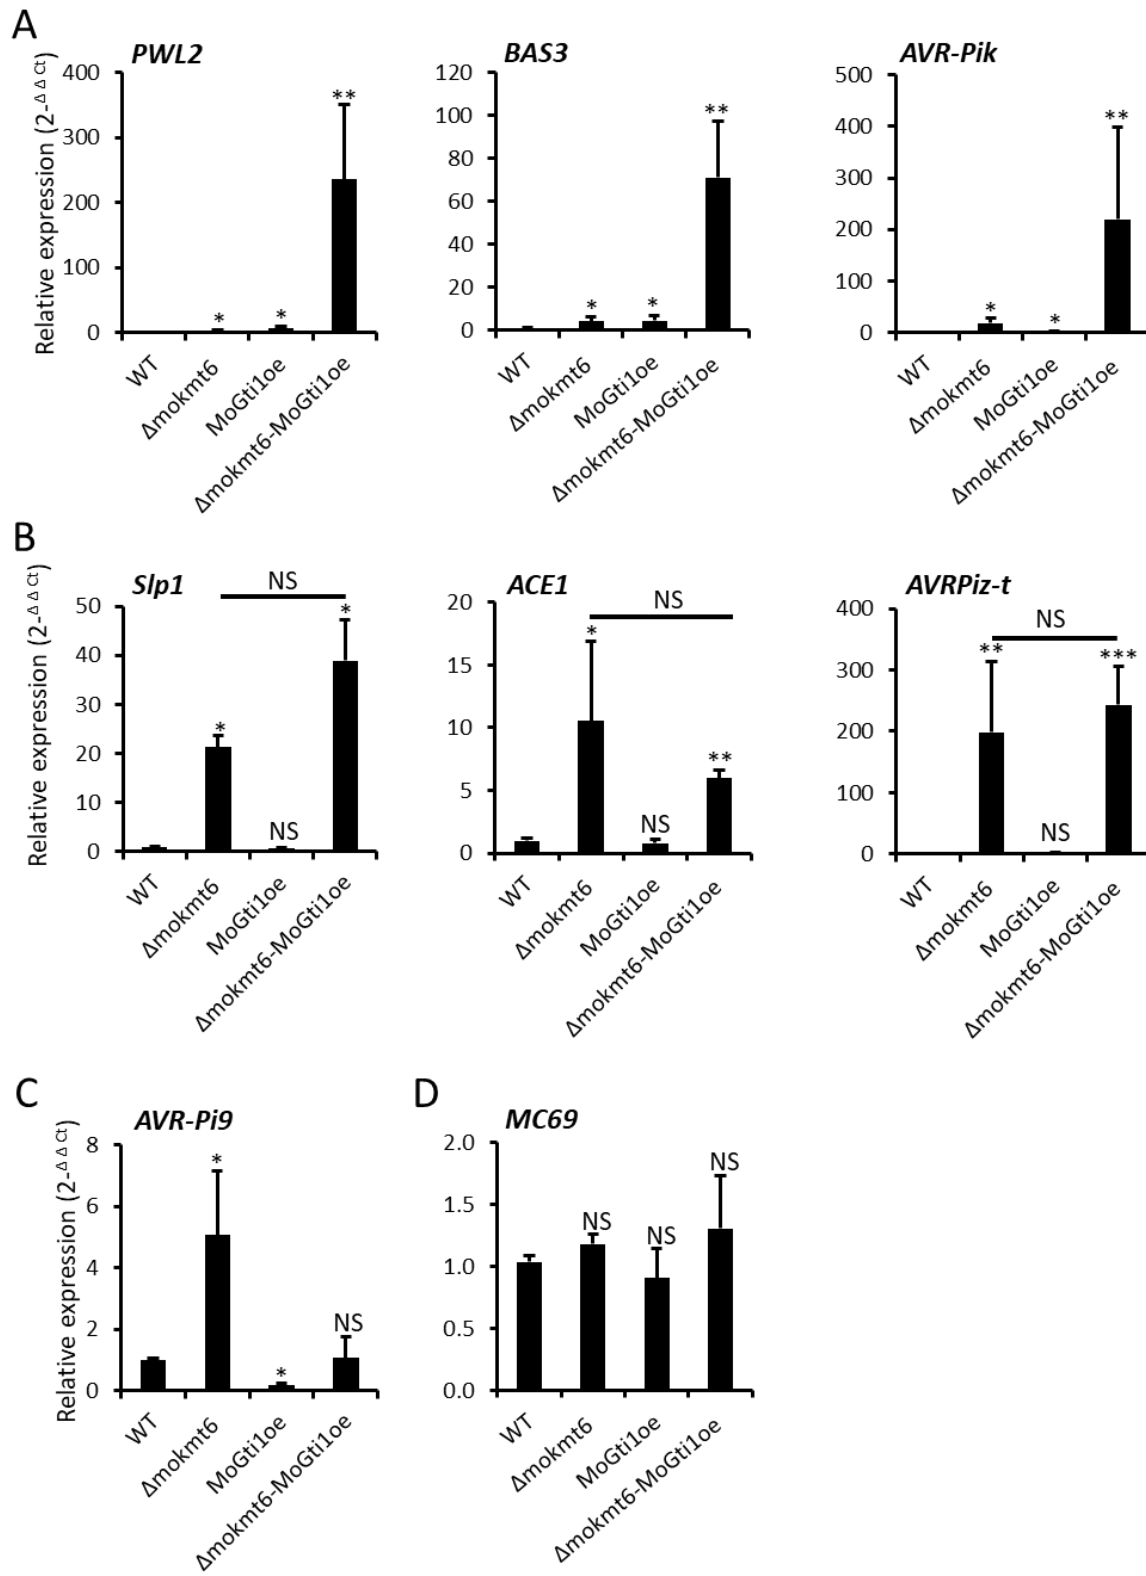 A
PWL2
BAS3
AVR-Pik
Relative expression (2-ΔΔCt)
400
300
200
100
0
120
100
80
60
40
20
0
500
400
300
200
100
0
*
*
**
*
*
**
*
*
**
WT
Δmokmt6
MoGti1oe
Δmokmt6-MoGti1oe
WT
Δmokmt6
MoGti1oe
Δmokmt6-MoGti1oe
WT
Δmokmt6
MoGti1oe
Δmokmt6-MoGti1oe
B
Slp1
ACE1
AVRPiz-t
Relative expression (2-ΔΔCt)
50
40
30
20
10
0
20
15
10
5
0
400
300
200
100
0
NS
*
NS
*
NS
*
NS
**
NS
**
NS
***
WT
Δmokmt6
MoGti1oe
Δmokmt6-MoGti1oe
WT
Δmokmt6
MoGti1oe
Δmokmt6-MoGti1oe
WT
Δmokmt6
MoGti1oe
Δmokmt6-MoGti1oe
C
AVR-Pi9
Relative expression (2-ΔΔCt)
8
6
4
2
0
*
*
NS
WT
Δmokmt6
MoGti1oe
Δmokmt6-MoGti1oe
D
MC69
2.0
1.5
1.0
0.5
0.0
NS
NS
NS
WT
Δmokmt6
MoGti1oe
Δmokmt6-MoGti1oe